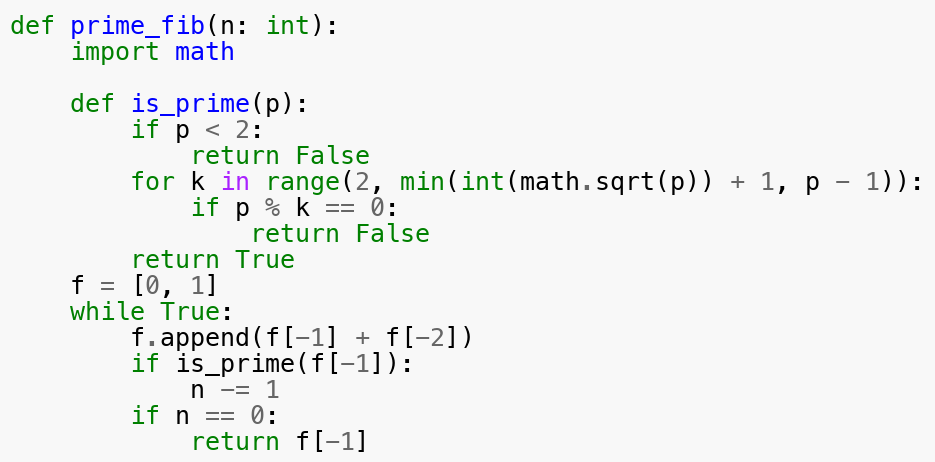 def prime_fib(n: int):
    import math

    def is_prime(p):
        if p < 2:
            return False
        for k in range(2, min(int(math.sqrt(p)) + 1, p - 1)):
            if p % k == 0:
                return False
        return True
    f = [0, 1]
    while True:
        f.append(f[-1] + f[-2])
        if is_prime(f[-1]):
            n -= 1
        if n == 0:
            return f[-1]